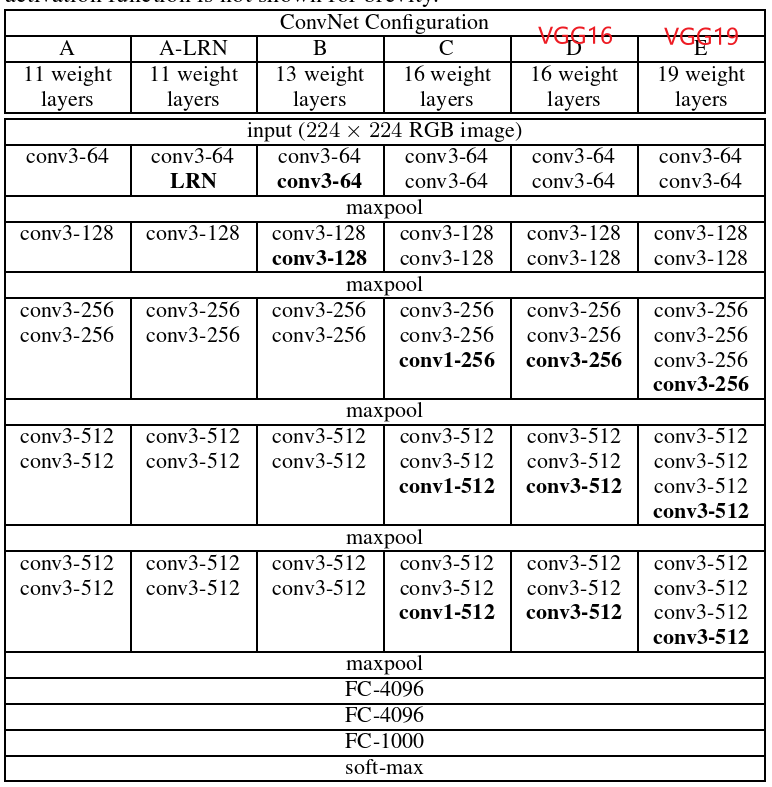 activation function is not shown for brevity.
ConvNet Configuration
A A-LRN B C D E
VGG16 VGG19
11 weight 11 weight 13 weight 16 weight 16 weight 19 weight
layers layers layers layers layers layers
input (224 × 224 RGB image)
conv3-64 conv3-64 conv3-64 conv3-64 conv3-64 conv3-64
LRN conv3-64 conv3-64 conv3-64 conv3-64
maxpool
conv3-128 conv3-128 conv3-128 conv3-128 conv3-128 conv3-128
conv3-128 conv3-128 conv3-128 conv3-128
maxpool
conv3-256 conv3-256 conv3-256 conv3-256 conv3-256 conv3-256
conv3-256 conv3-256 conv3-256 conv3-256 conv3-256 conv3-256
conv1-256 conv3-256 conv3-256
conv3-256
maxpool
conv3-512 conv3-512 conv3-512 conv3-512 conv3-512 conv3-512
conv3-512 conv3-512 conv3-512 conv3-512 conv3-512 conv3-512
conv1-512 conv3-512 conv3-512
conv3-512
maxpool
conv3-512 conv3-512 conv3-512 conv3-512 conv3-512 conv3-512
conv3-512 conv3-512 conv3-512 conv3-512 conv3-512 conv3-512
conv1-512 conv3-512 conv3-512
conv3-512
maxpool
FC-4096
FC-4096
FC-1000
soft-max